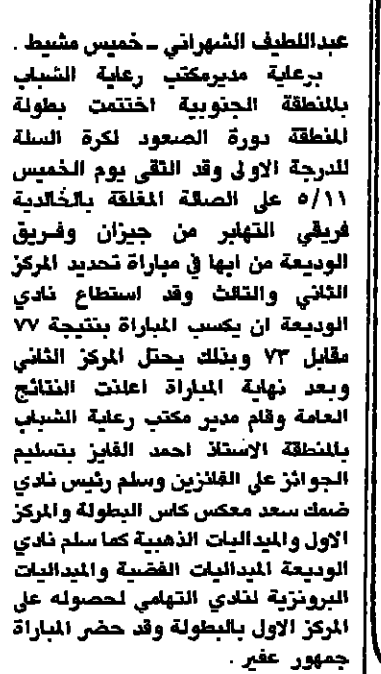 عبداللطيف الشهراني - خميس مشيط .
برعاية مديرمكتب رعاية الشباب
بالمنطقة الجنوبية اختتمت بطولة
المنطقة دورة الصعود لكرة السلة
للدرجة الاولى وقد التقى يوم الخميس
٥/١١ على الصالة المغلقة بالخالدية
فريقي التهابر من جيزان وفريق
الوديعة من ابها في مباراة تحديد المركز
الثاني والثالث وقد استطاع نادي
الوديعة ان يكسب المباراة بنتيجة ٧٧
مقابل ٧٣ وبذلك يحتل المركز الثاني
وبعد نهاية المباراة اعلنت النتائج
العامة وقام مدير مكتب رعاية الشباب
بالمنطقة الاستاذ احمد الفايز بتسليم
الجوائز على الفائزين وسلم رئيس نادي
ضمك سعد معكس كاس البطولة والمركز
الاول والميداليات الذهبية كما سلم نادي
الوديعة الميداليات الفضية والميداليات
البرونزية لنادي التهامي لحصوله على
المركز الاول بالبطولة وقد حضر المباراة
جمهور غفير .